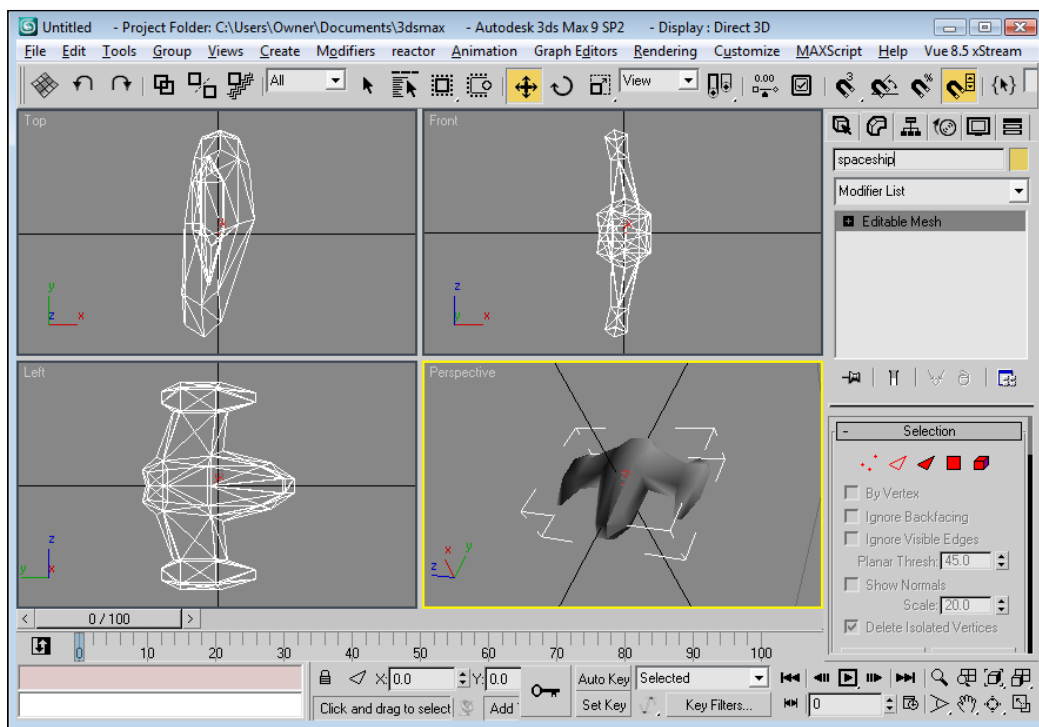 Untitled - Project Folder: C:\Users\Owner\Documents\3dsmax - Autodesk 3ds Max 9 SP2 - Display : Direct 3D
File Edit Tools Group Views Create Modifiers reactor Animation Graph Editors Rendering Customize MAXScript Help Vue 8.5 xStream
All View 0.00 3 %
Top
Front
spaceship
Modifier List
Editable Mesh
y
z x
z
y x
Left
Perspective
Selection
By Vertex
Ignore Backfacing
Ignore Visible Edges
Planar Thresh: 45.0
Show Normals
Scale: 20.0
Delete Isolated Vertices
z
y x
x y
z
< 0 / 100 >
0 10 20 30 40 50 60 70 80 90 100
X: 0.0 Y: 0.0 Auto Key Selected
Click and drag to select Add Set Key Key Filters... 0